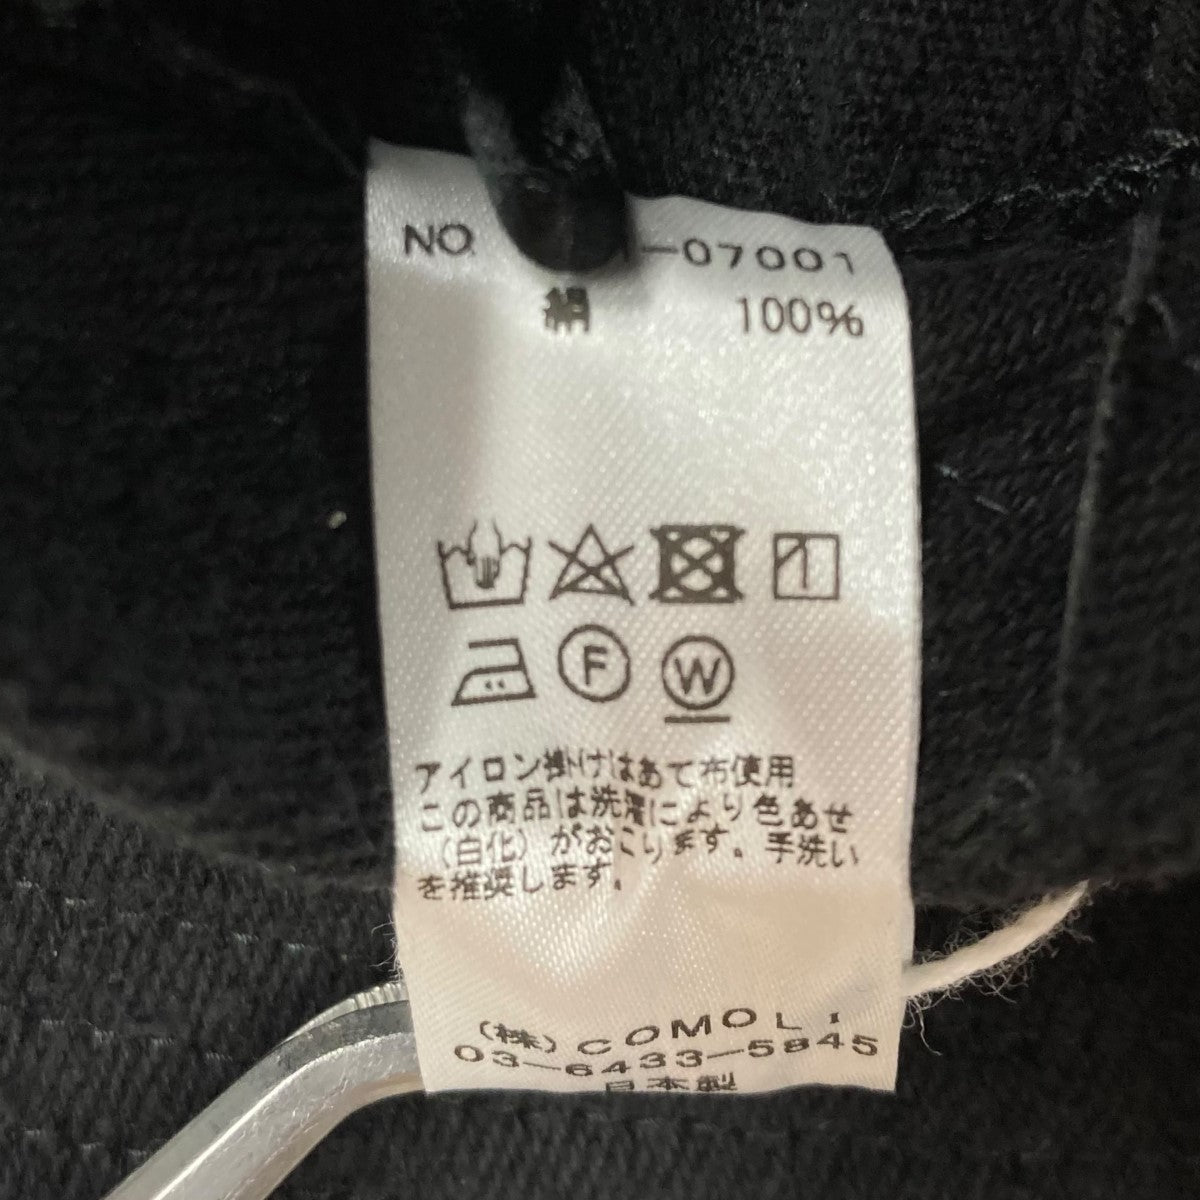 NO. 1-07001
絹 100%
F W
アイロン掛けはあて布使用
この商品は洗濯により色あせ
(白化)がおこります。手洗い
を推奨します。
(株)COMOLI
03-6433-5845
日本製